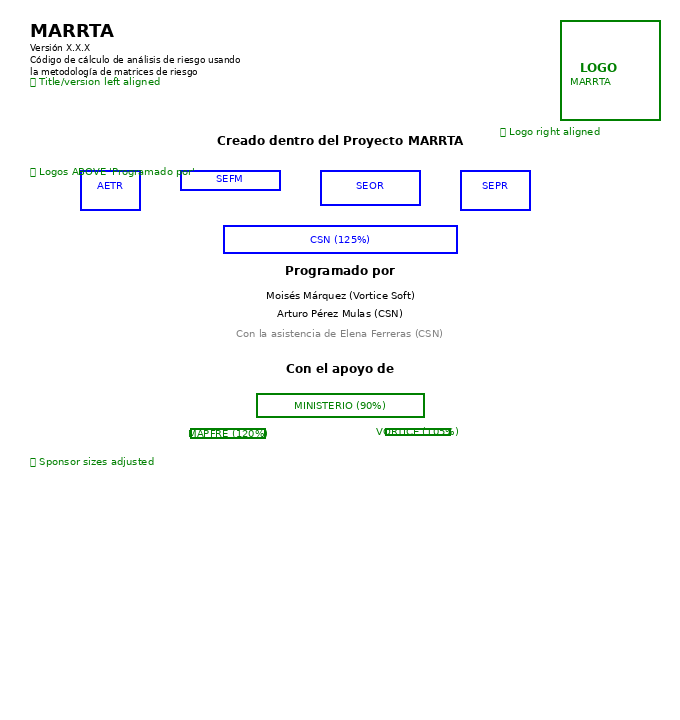 MARRTA
Versión X.X.X
Código de cálculo de análisis de riesgo usando
la metodología de matrices de riesgo
Title/version left aligned
LOGO
MARRTA
Logo right aligned
Creado dentro del Proyecto MARRTA
Logos ABOVE 'Programado por'
AETR SEFM SEOR SEPR
CSN (125%)
Programado por
Moisés Márquez (Vortice Soft)
Arturo Pérez Mulas (CSN)
Con la asistencia de Elena Ferreras (CSN)
Con el apoyo de
MINISTERIO (90%)
MAPFRE (120%) VORTICE (105%)
Sponsor sizes adjusted